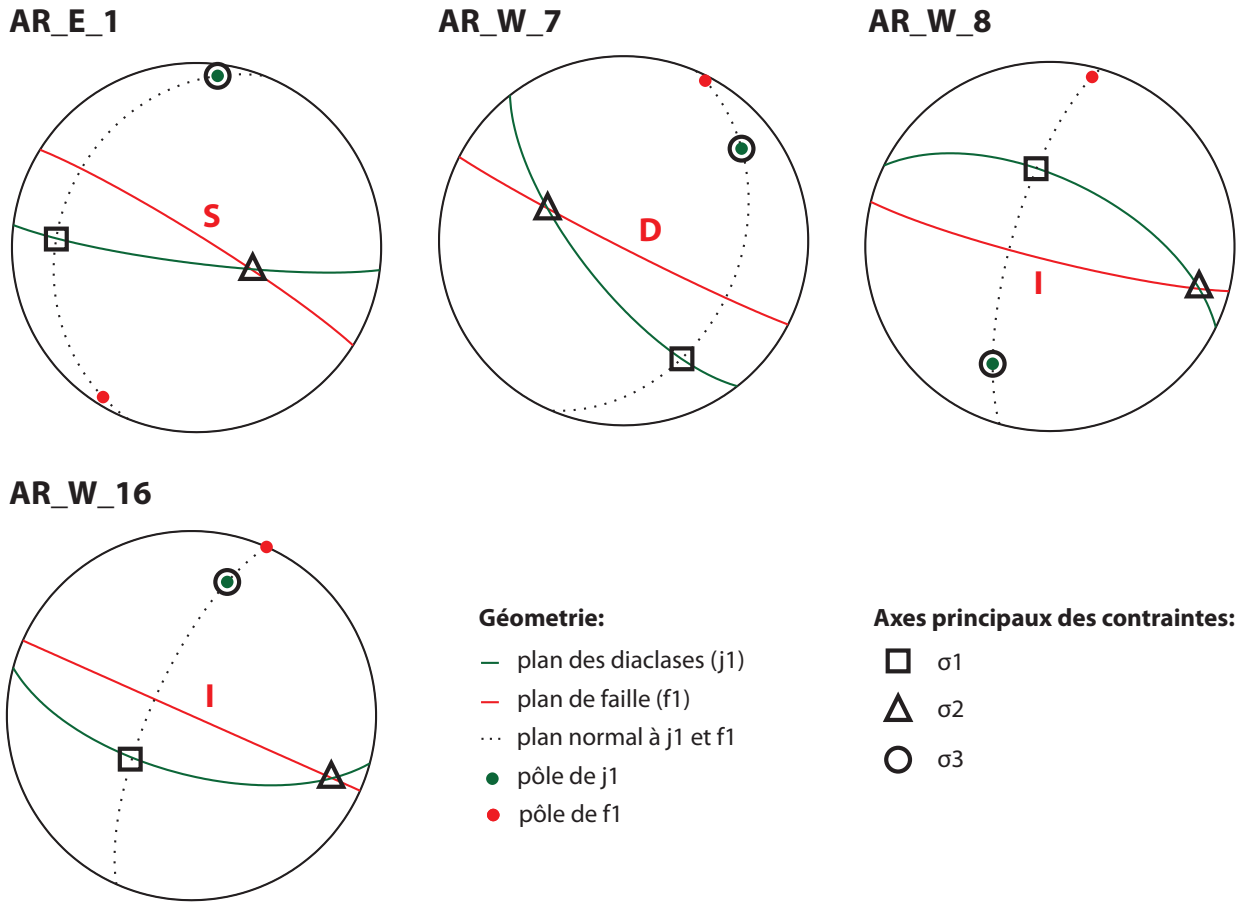 AR_E_1
AR_W_7
AR_W_8
S
D
I
AR_W_16
I
Géometrie:
plan des diaclases (j1)
plan de faille (f1)
plan normal à j1 et f1
pôle de j1
pôle de f1
Axes principaux des contraintes:
σ1
σ2
σ3